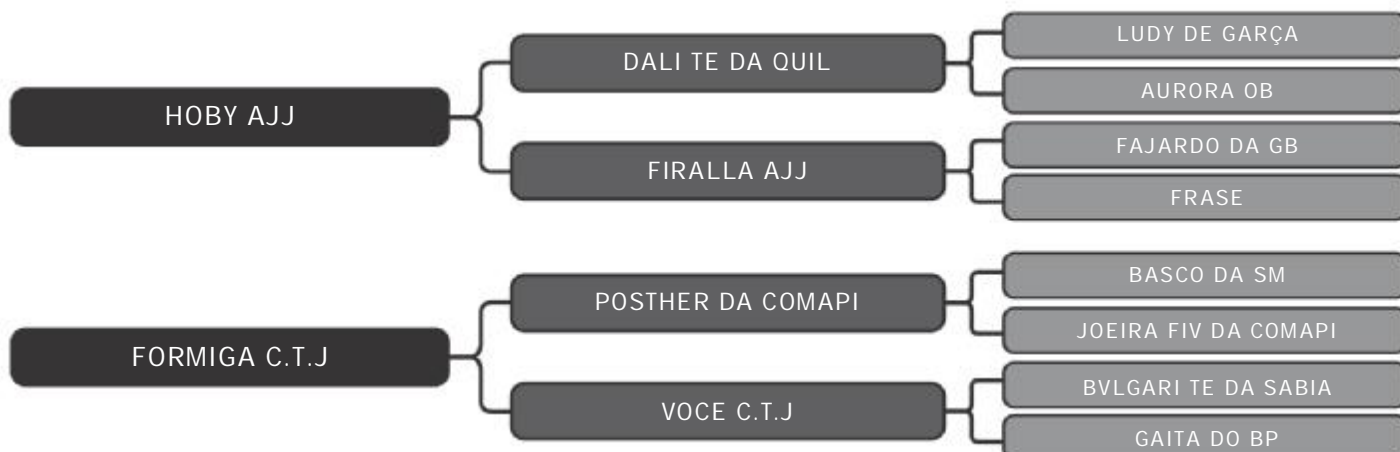 LUDY DE GARÇA
DALI TE DA QUIL
AURORA OB
HOBY AJJ
FAJARDO DA GB
FIRALLA AJJ
FRASE
BASCO DA SM
POSTHER DA COMAPI
JOEIRA FIV DA COMAPI
FORMIGA C.T.J
BVLGARI TE DA SABIA
VOCE C.T.J
GAITA DO BP